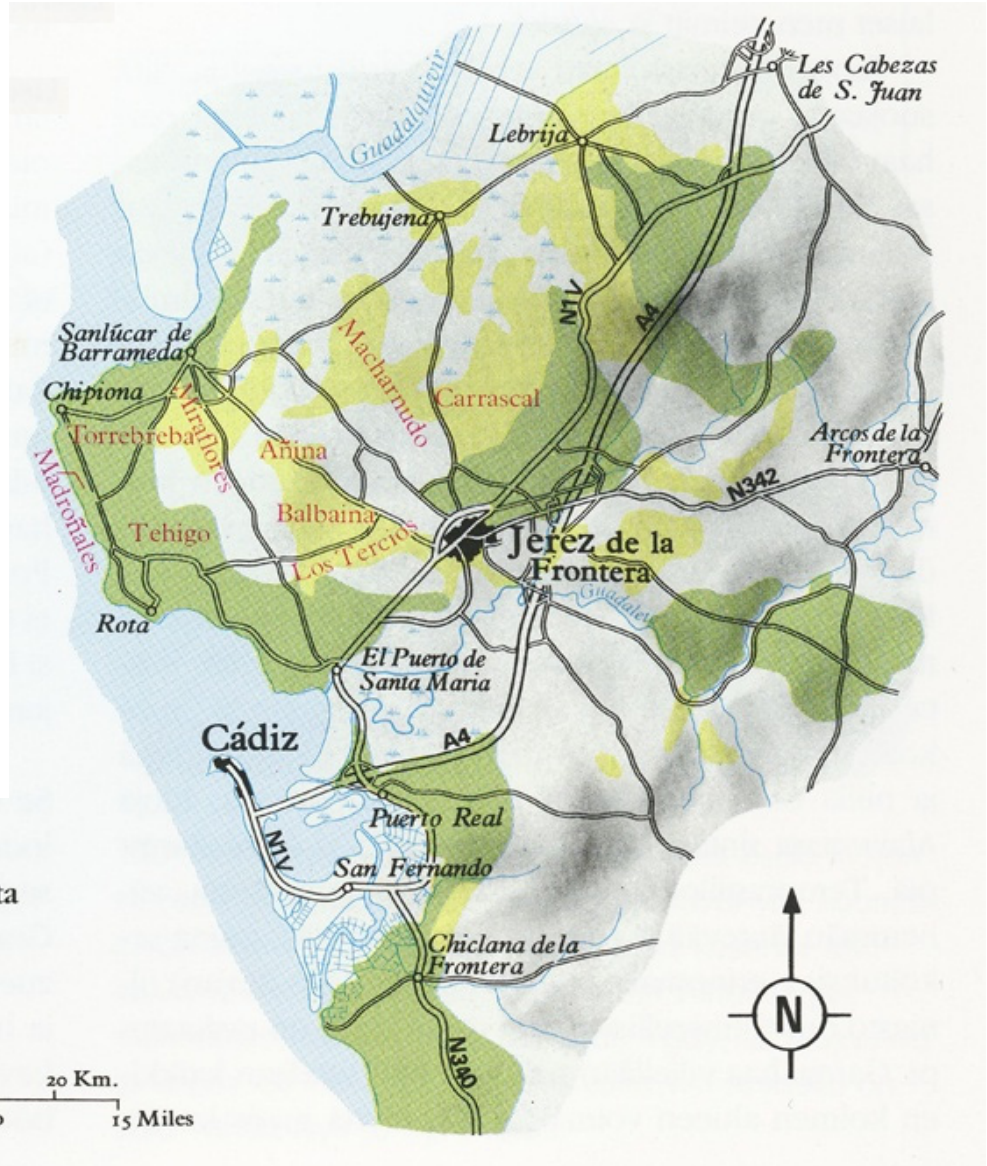 Les Cabezas
de S. Juan
Guadalquivir
Lebrija
Trebujena
N1V
A4
Sanlúcar de
Barrameda
Chipiona
Macharnudo
Carrascal
Torrebreba
Miraflores
Añina
Arcos de la
Frontera
Madroñales
N342
Balbaina
Tehigo
Los Tercios
Jerez de la
Frontera
Guadalev
Rota
El Puerto de
Santa Maria
Cádiz
A4
Puerto Real
N1V
San Fernando
ta
Chiclana de la
Frontera
N
N340
20 Km.
15 Miles